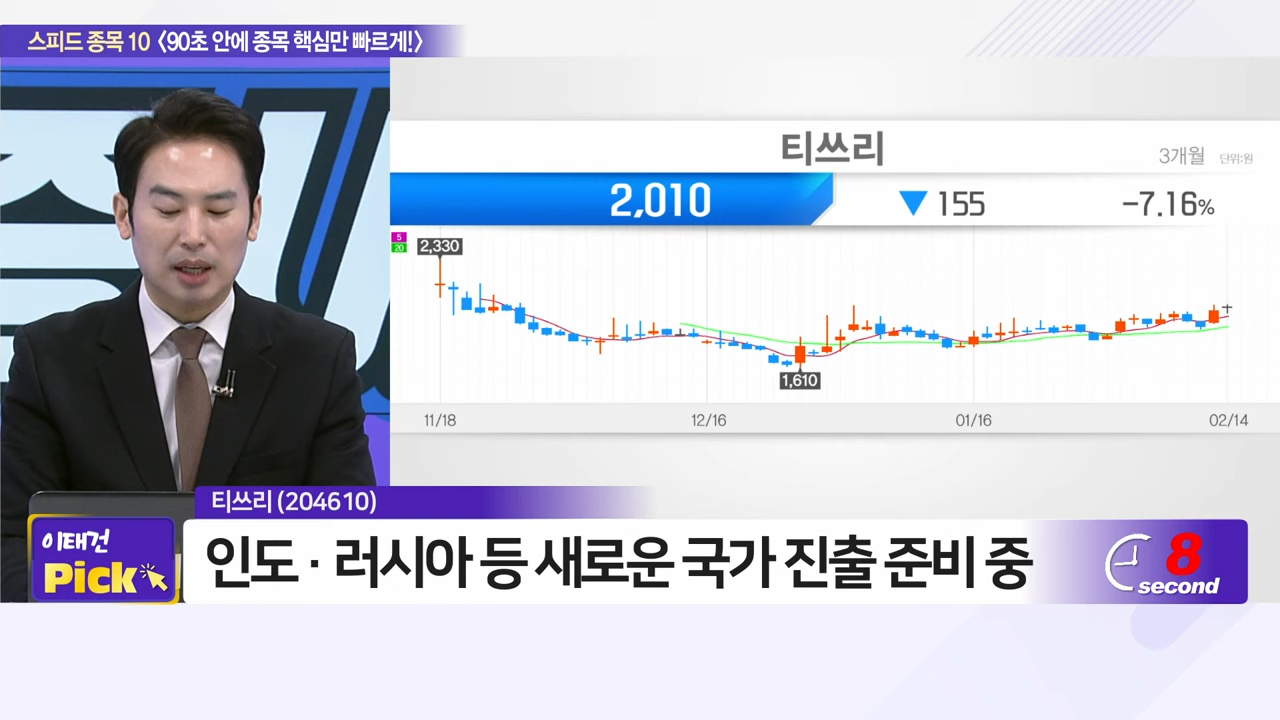 스피드 종목 10 〈90초 안에 종목 핵심만 빠르게!〉
티쓰리
3개월 단위:원
2,010 ▼ 155 -7.16%
5
20
2,330
1,610
11/18 12/16 01/16 02/14
티쓰리 (204610)
이태건
Pick
인도·러시아 등 새로운 국가 진출 준비 중
8
second